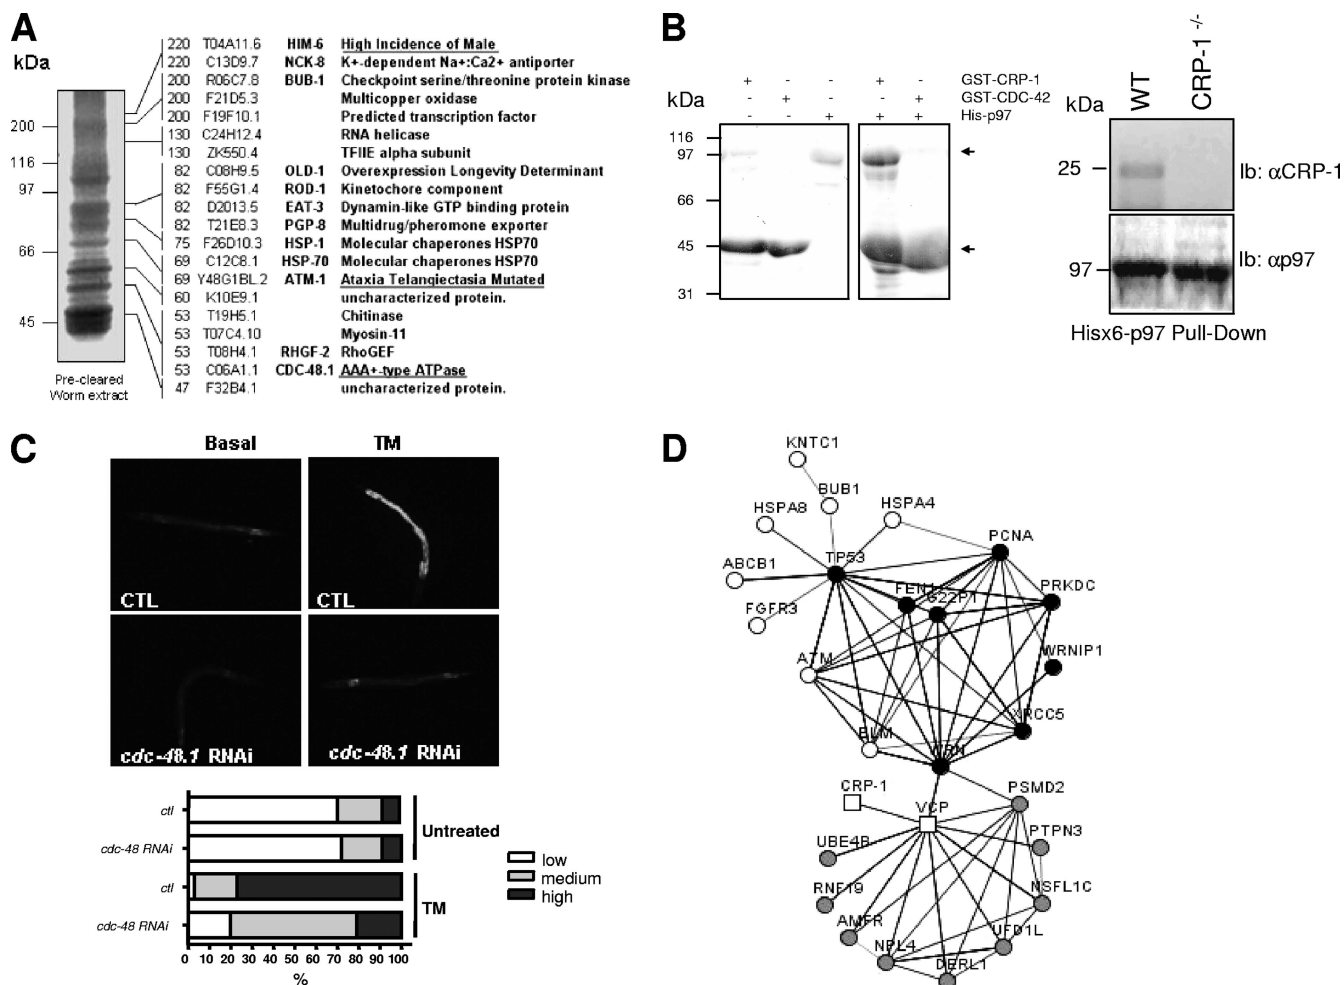 A
kDa
200
116
97
66
45
Pre-cleared
Worm extract
220 T04A11.6 HIM-6 High Incidence of Male
220 C13D9.7 NCK-8 K+-dependent Na+:Ca2+ antiporter
200 R06C7.8 BUB-1 Checkpoint serine/threonine protein kinase
200 F21D5.3 Multicopper oxidase
200 F19F10.1 Predicted transcription factor
130 C24H12.4 RNA helicase
130 ZK550.4 TFIIE alpha subunit
82 C08H9.5 OLD-1 Overexpression Longevity Determinant
82 F55G1.4 ROD-1 Kinetochore component
82 D2013.5 EAT-3 Dynamin-like GTP binding protein
82 T21E8.3 PGP-8 Multidrug/pheromone exporter
75 F26D10.3 HSP-1 Molecular chaperones HSP70
69 C12C8.1 HSP-70 Molecular chaperones HSP70
69 Y48G1BL.2 ATM-1 Ataxia Telangiectasia Mutated
60 K10E9.1 uncharacterized protein.
53 T19H5.1 Chitinase
53 T07C4.10 Myosin-11
53 T08H4.1 RHGF-2 RhoGEF
53 C06A1.1 CDC-48.1 AAA+-type ATPase
47 F32B4.1 uncharacterized protein.
B
+ - - + - GST-CRP-1
- + - - + GST-CDC-42
- - + + + His-p97
kDa
116
97
66
45
31
WT
CRP-1 -/-
kDa
25
Ib: αCRP-1
97
Ib: αp97
Hisx6-p97 Pull-Down
C
Basal
TM
CTL
CTL
cdc-48.1 RNAi
cdc-48.1 RNAi
ctl
cdc-48 RNAi
Untreated
ctl
cdc-48 RNAi
TM
low
medium
high
0 10 20 30 40 50 60 70 80 90 100
%
D
KNTC1
BUB1
HSPA8
HSPA4
PCNA
ABCB1
TP53
PRKDC
FEN1
G22P1
FGFR3
WRNIP1
ATM
XRCC5
BLM
WRN
CRP-1
PSMD2
VCP
UBE4B
PTPN3
RNF19
NSFL1C
AMFR
UFD1L
NPL4
DERL1